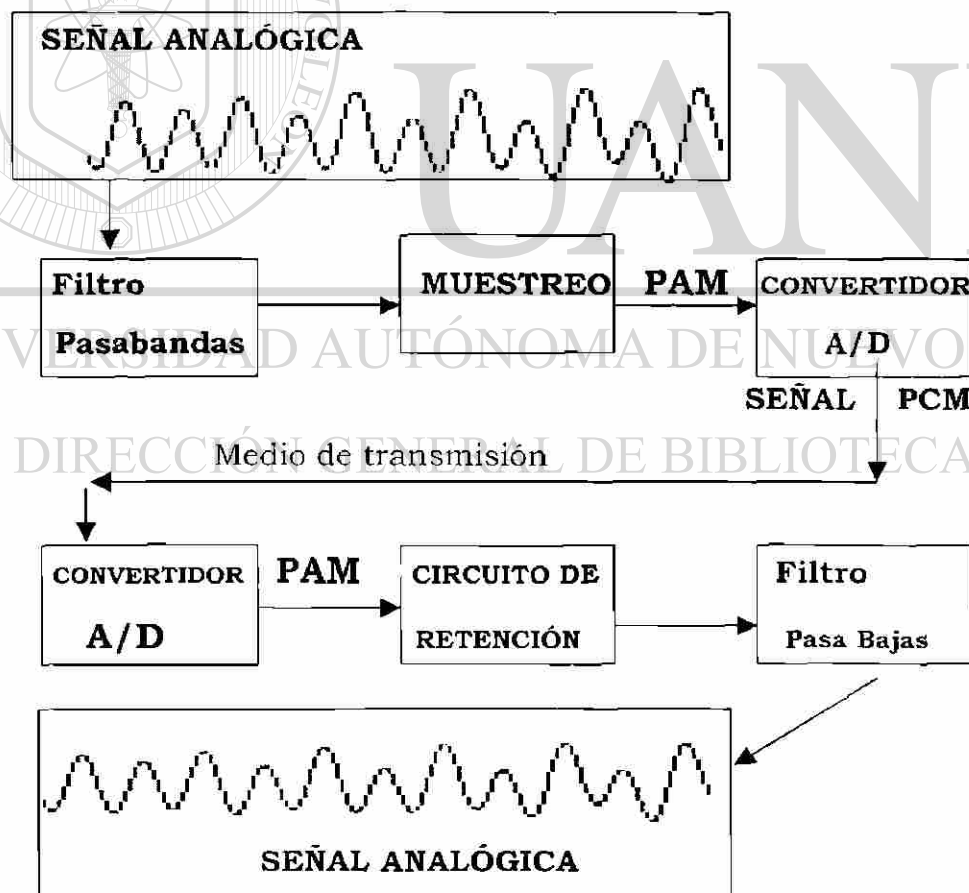 SEÑAL ANALÓGICA
UAN
Filtro
Pasabandas
MUESTREO
PAM
CONVERTIDOR
A/D
VERSIDAD AUTÓNOMA DE NUEVO
SEÑAL PCM
DIRECCIÓN GENERAL DE BIBLIOTECA
Medio de transmisión
CONVERTIDOR
A/D
PAM
CIRCUITO DE
RETENCIÓN
Filtro
Pasa Bajas
SEÑAL ANALÓGICA